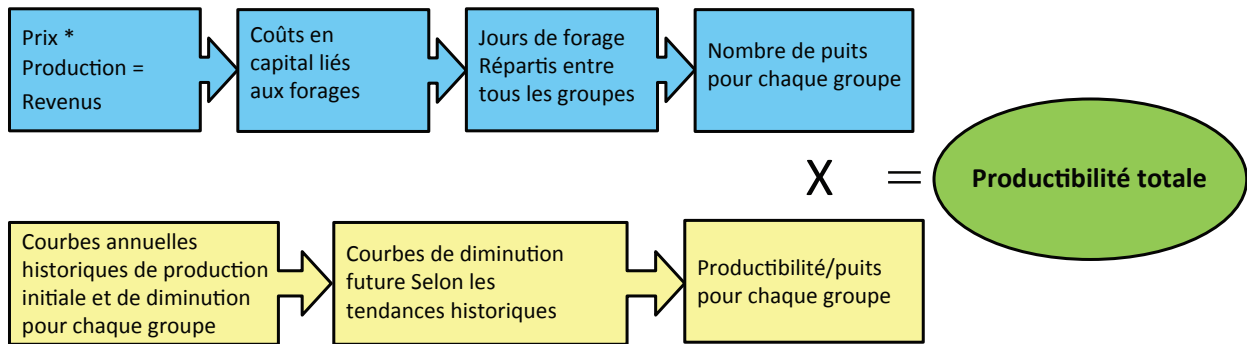 Prix *
Production =
Revenus
Coûts en
capital liés
aux forages
Jours de forage
Répartis entre
tous les groupes
Nombre de puits
pour chaque groupe
X = Productibilité totale
Courbes annuelles
historiques de production
initiale et de diminution
pour chaque groupe
Courbes de diminution
future Selon les
tendances historiques
Productibilité/puits
pour chaque groupe